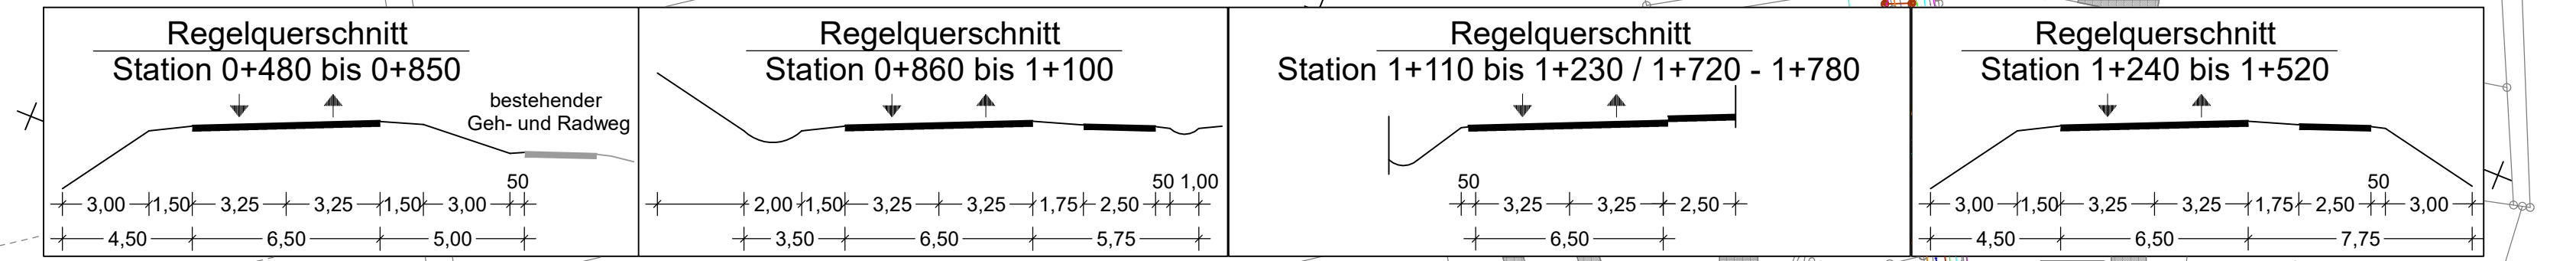 Regelquerschnitt
Station 0+480 bis 0+850
bestehender
Geh- und Radweg
50
3,00 1,50 3,25 3,25 1,50 3,00
4,50 6,50 5,00
Regelquerschnitt
Station 0+860 bis 1+100
50 1,00
2,00 1,50 3,25 3,25 1,75 2,50
3,50 6,50 5,75
Regelquerschnitt
Station 1+110 bis 1+230 / 1+720 - 1+780
50
3,25 3,25 2,50
6,50
Regelquerschnitt
Station 1+240 bis 1+520
50
3,00 1,50 3,25 3,25 1,75 2,50 3,00
4,50 6,50 7,75